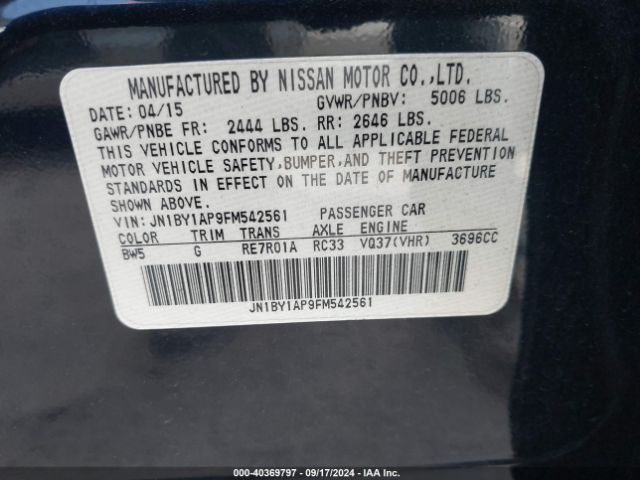 MANUFACTURED BY NISSAN MOTOR CO.,LTD.
DATE: 04/15 GVWR/PNBV: 5006 LBS.
GAWR/PNBE FR: 2444 LBS. RR: 2646 LBS.
THIS VEHICLE CONFORMS TO ALL APPLICABLE FEDERAL
MOTOR VEHICLE SAFETY,BUMPER,AND THEFT PREVENTION
STANDARDS IN EFFECT ON THE DATE OF MANUFACTURE
SHOWN ABOVE.
VIN: JN1BY1AP9FM542561 PASSENGER CAR
COLOR TRIM TRANS AXLE ENGINE
BW5 G RE7R01A RC33 VQ37(VHR) 3696CC
JN1BY1AP9FM542561
000-40369797 - 09/17/2024 - IAAI.com